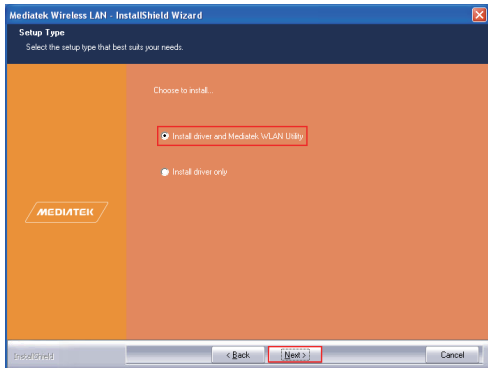 Mediatek Wireless LAN - InstallShield Wizard
Setup Type
Select the setup type that best suits your needs.
Choose to install...
Install driver and Mediatek WLAN Utility
Install driver only
MEDIATEK
InstallShield
< Back
Next >
Cancel